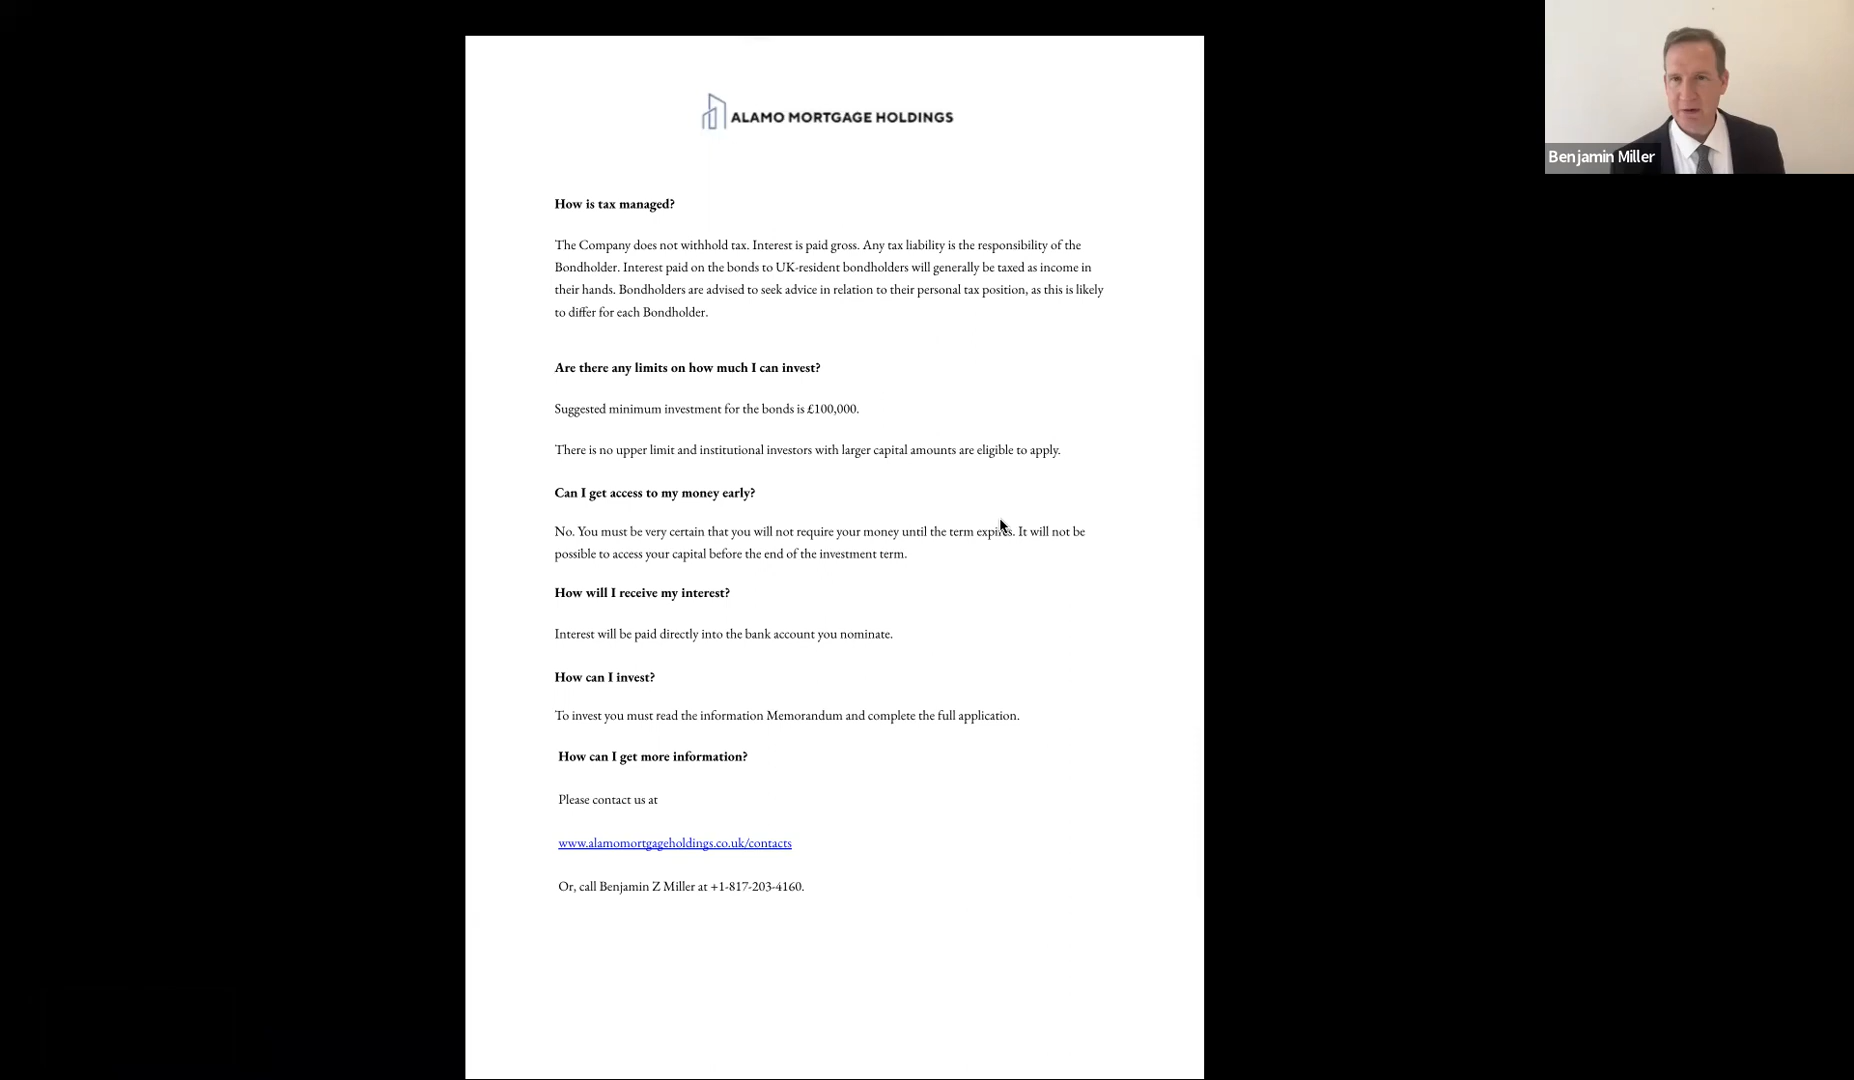 ALAMO MORTGAGE HOLDINGS
Benjamin Miller
How is tax managed?
The Company does not withhold tax. Interest is paid gross. Any tax liability is the responsibility of the
Bondholder. Interest paid on the bonds to UK-resident bondholders will generally be taxed as income in
their hands. Bondholders are advised to seek advice in relation to their personal tax position, as this is likely
to differ for each Bondholder.
Are there any limits on how much I can invest?
Suggested minimum investment for the bonds is £100,000.
There is no upper limit and institutional investors with larger capital amounts are eligible to apply.
Can I get access to my money early?
No. You must be very certain that you will not require your money until the term expires. It will not be
possible to access your capital before the end of the investment term.
How will I receive my interest?
Interest will be paid directly into the bank account you nominate.
How can I invest?
To invest you must read the information Memorandum and complete the full application.
How can I get more information?
Please contact us at
www.alamomortgageholdings.co.uk/contacts
Or, call Benjamin Z Miller at +1-817-203-4160.